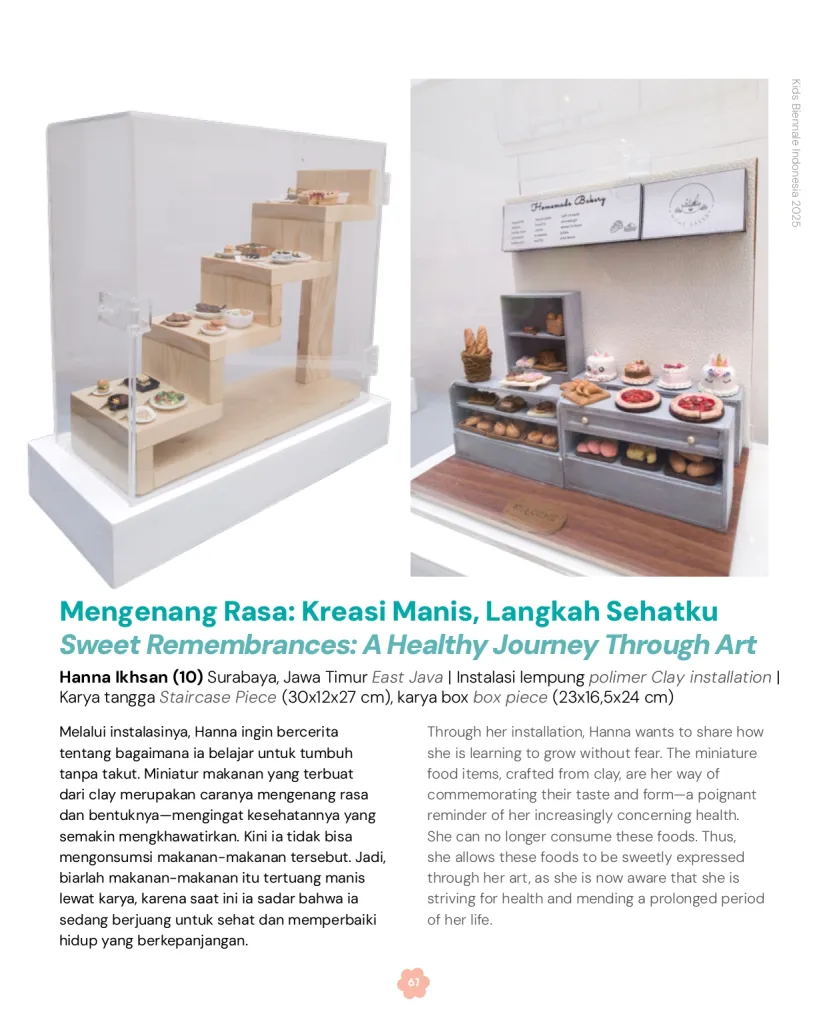 Kids Biennale Indonesia 2025
Homemade Bakery
Mengenang Rasa: Kreasi Manis, Langkah Sehatku
Sweet Remembrances: A Healthy Journey Through Art
Hanna Ikhsan (10) Surabaya, Jawa Timur East Java | Instalasi lempung polimer Clay installation |
Karya tangga Staircase Piece (30x12x27 cm), karya box box piece (23x16,5x24 cm)
Melalui instalasinya, Hanna ingin bercerita
tentang bagaimana ia belajar untuk tumbuh
tanpa takut. Miniatur makanan yang terbuat
dari clay merupakan caranya mengenang rasa
dan bentuknya—mengingat kesehatannya yang
semakin mengkhawatirkan. Kini ia tidak bisa
mengonsumsi makanan-makanan tersebut. Jadi,
biarlah makanan-makanan itu tertuang manis
lewat karya, karena saat ini ia sadar bahwa ia
sedang berjuang untuk sehat dan memperbaiki
hidup yang berkepanjangan.
Through her installation, Hanna wants to share how
she is learning to grow without fear. The miniature
food items, crafted from clay, are her way of
commemorating their taste and form—a poignant
reminder of her increasingly concerning health.
She can no longer consume these foods. Thus,
she allows these foods to be sweetly expressed
through her art, as she is now aware that she is
striving for health and mending a prolonged period
of her life.
67